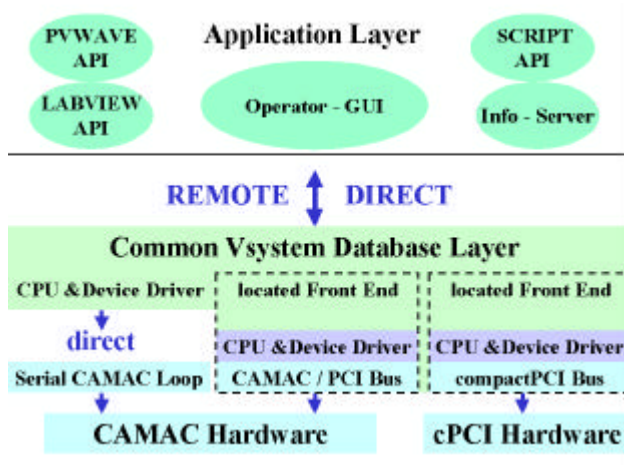 PVWAVE
API
Application Layer
SCRIPT
API
LABVIEW
API
Operator - GUI
Info - Server
REMOTE DIRECT
Common Vsystem Database Layer
CPU &Device Driver
located Front End
located Front End
direct
CPU &Device Driver
CPU &Device Driver
Serial CAMAC Loop
CAMAC / PCI Bus
compactPCI Bus
CAMAC Hardware
cPCI Hardware